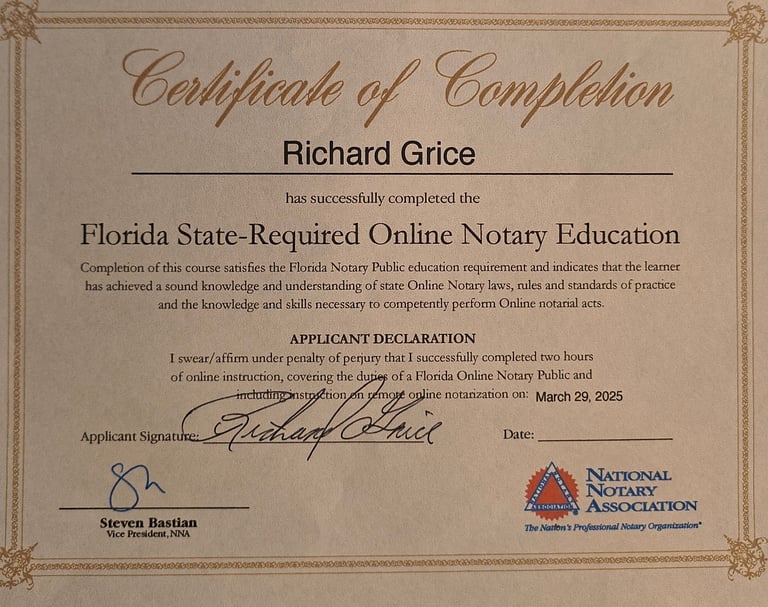 Certificate of Completion
Richard Grice
has successfully completed the
Florida State-Required Online Notary Education
Completion of this course satisfies the Florida Notary Public education requirement and indicates that the learner
has achieved a sound knowledge and understanding of state Online Notary laws, rules and standards of practice
and the knowledge and skills necessary to competently perform Online notarial acts.
APPLICANT DECLARATION
I swear/affirm under penalty of perjury that I successfully completed two hours
of online instruction, covering the duties of a Florida Online Notary Public and
including instruction on remote online notarization on: March 29, 2025
Applicant Signature: Richard Grice Date:
Steven Bastian
Vice President, NNA
NATIONAL NOTARY ASSOCIATION
NATIONAL
NOTARY
ASSOCIATION
The Nation's Professional Notary Organization®